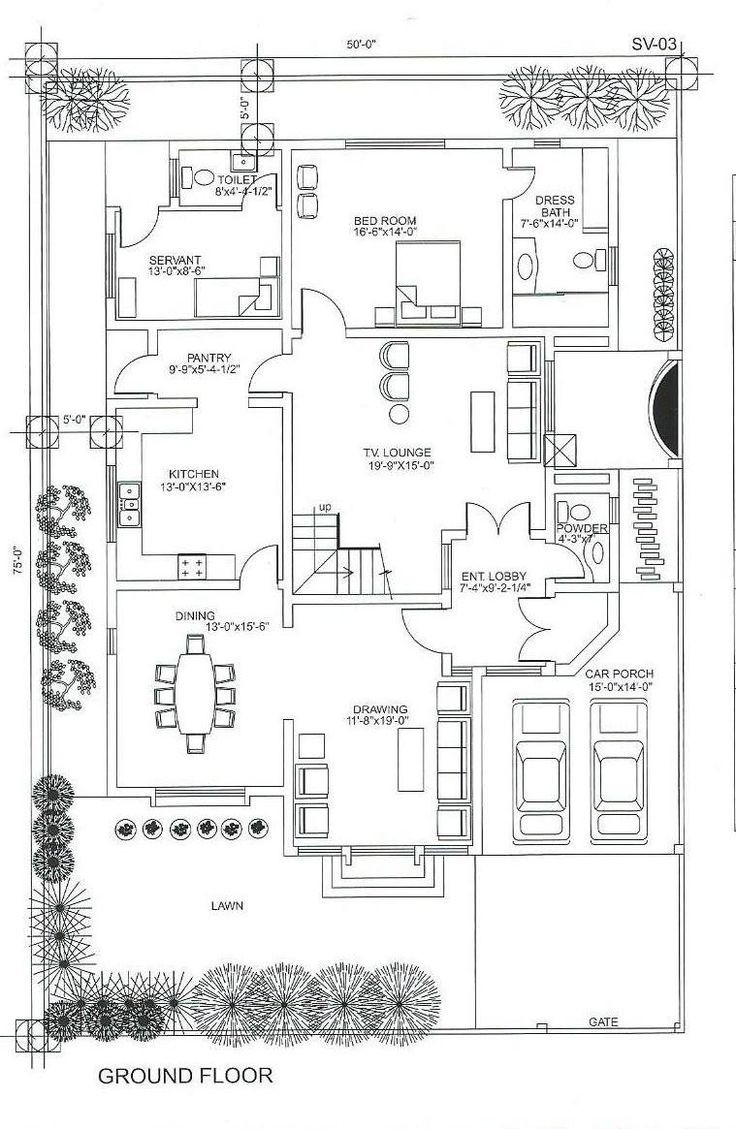 50'-0"
SV-03
5'-0"
TOILET
8'x4'-4-1/2"
BED ROOM
16'-6"x14'-0"
DRESS
BATH
7'-6"x14'-0"
SERVANT
13'-0"x8'-6"
PANTRY
9'-9"x5'-4-1/2"
5'-0"
T.V. LOUNGE
19'-9"X15'-0"
KITCHEN
13'-0X13'-6"
up
POWDER
4'-3"x7'
75'-0"
ENT. LOBBY
7'-4"x9'-2-1/4"
DINING
13'-0"x15'-6"
CAR PORCH
15'-0"x14'-0"
DRAWING
11'-8"x19'-0"
LAWN
GATE
GROUND FLOOR